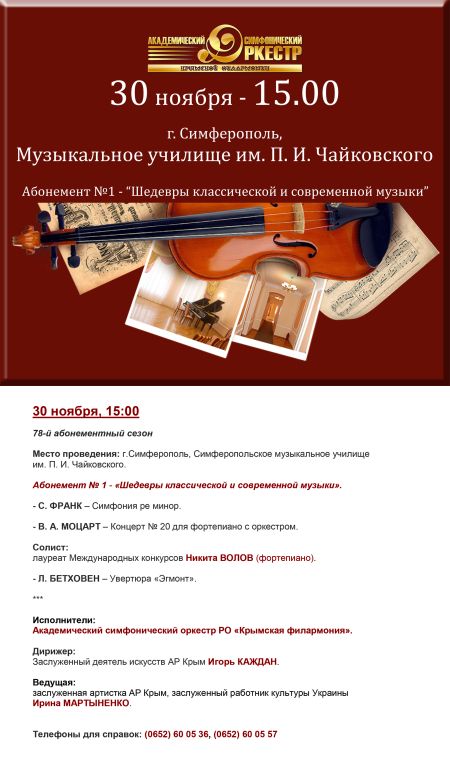 АКАДЕМИЧЕСКИЙ СИМФОНИЧЕСКИЙ
ОРКЕСТР
КРЫМСКОЙ ФИЛАРМОНИИ
30 ноября - 15.00
г. Симферополь,
Музыкальное училище им. П. И. Чайковского
Абонемент №1 - “Шедевры классической и современной музыки”
30 ноября, 15:00
78-й абонементный сезон
Место проведения: г.Симферополь, Симферопольское музыкальное училище
им. П. И. Чайковского.
Абонемент № 1 - «Шедевры классической и современной музыки».
- С. ФРАНК – Симфония ре минор.
- В. А. МОЦАРТ – Концерт № 20 для фортепиано с оркестром.
Солист:
лауреат Международных конкурсов Никита ВОЛОВ (фортепиано).
- Л. БЕТХОВЕН – Увертюра «Эгмонт».
***
Исполнители:
Академический симфонический оркестр РО «Крымская филармония».
Дирижер:
Заслуженный деятель искусств АР Крым Игорь КАЖДАН.
Ведущая:
заслуженная артистка АР Крым, заслуженный работник культуры Украины
Ирина МАРТЫНЕНКО.
Телефоны для справок: (0652) 60 05 36, (0652) 60 05 57